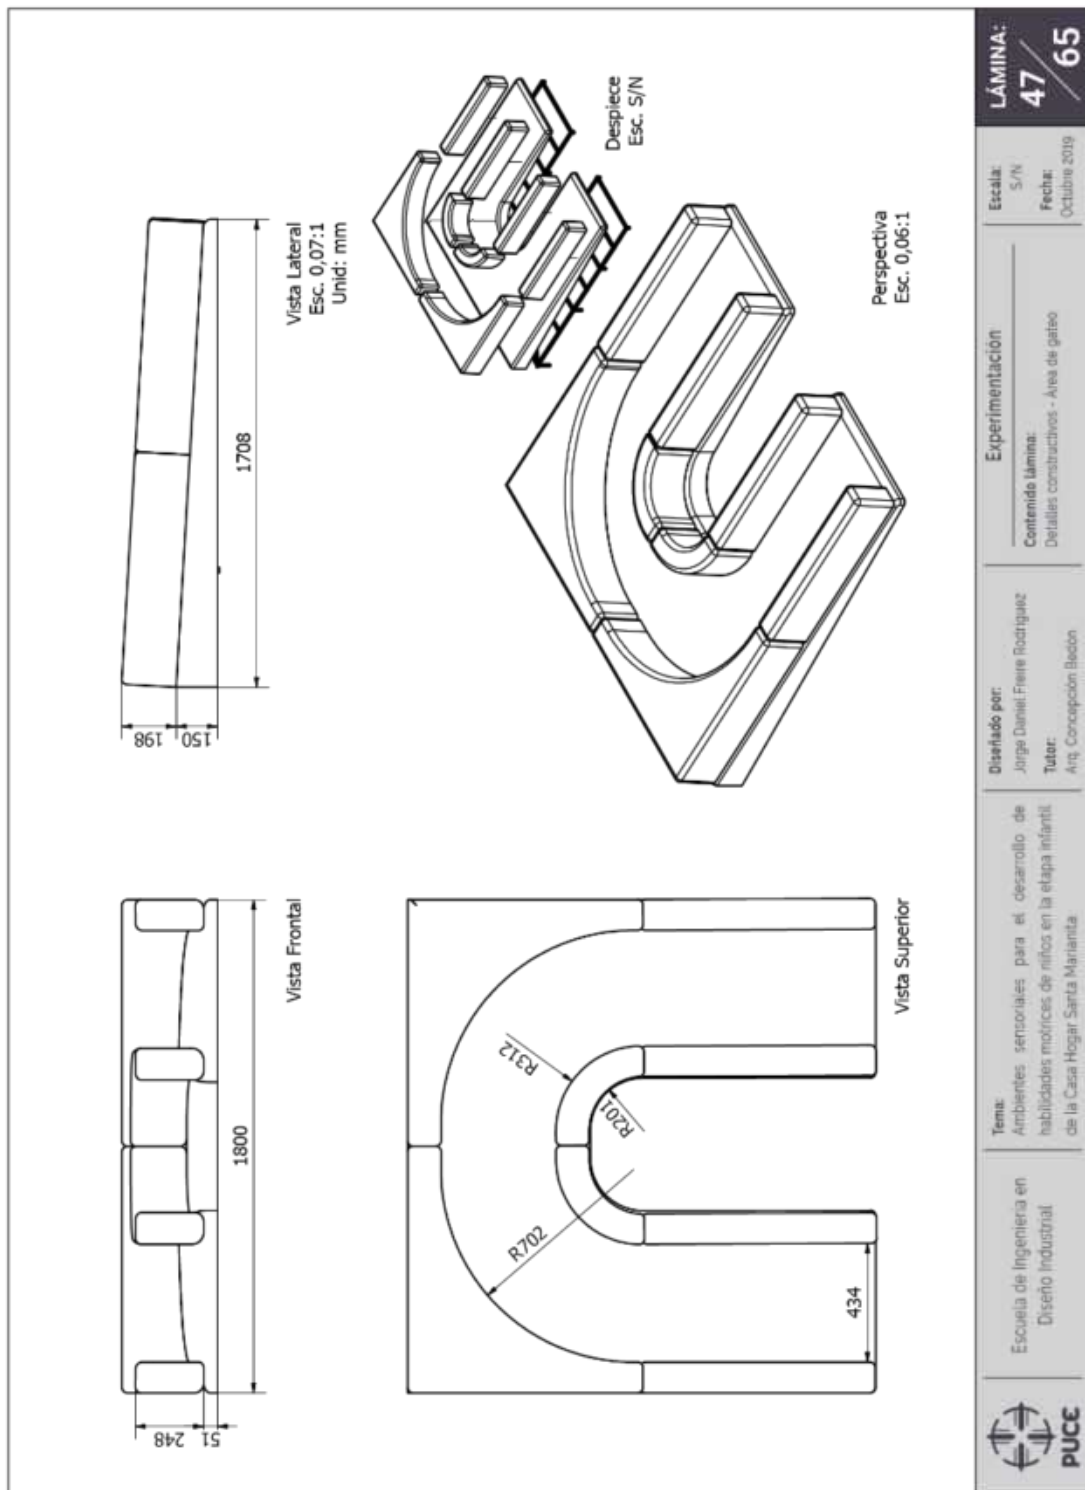 Vista Frontal
1800
248
51
Vista Lateral
Esc. 0,07:1
Unid: mm
1708
198
150
Vista Superior
R312
R201
R702
434
Despiece
Esc. S/N
Perspectiva
Esc. 0,06:1
PUCE
Escuela de Ingeniería en
Diseño Industrial
Tema:
Ambientes sensoriales para el desarrollo de
habilidades motrices de niños en la etapa infantil
de la Casa Hogar Santa Marianita
Diseñado por:
Jorge Daniel Freire Rodríguez
Tutor:
Arq. Concepción Bedón
Experimentación
Contenido lámina:
Detalles constructivos - Área de gateo
Escala:
S/N
Fecha:
Octubre 2019
LÁMINA:
47/65